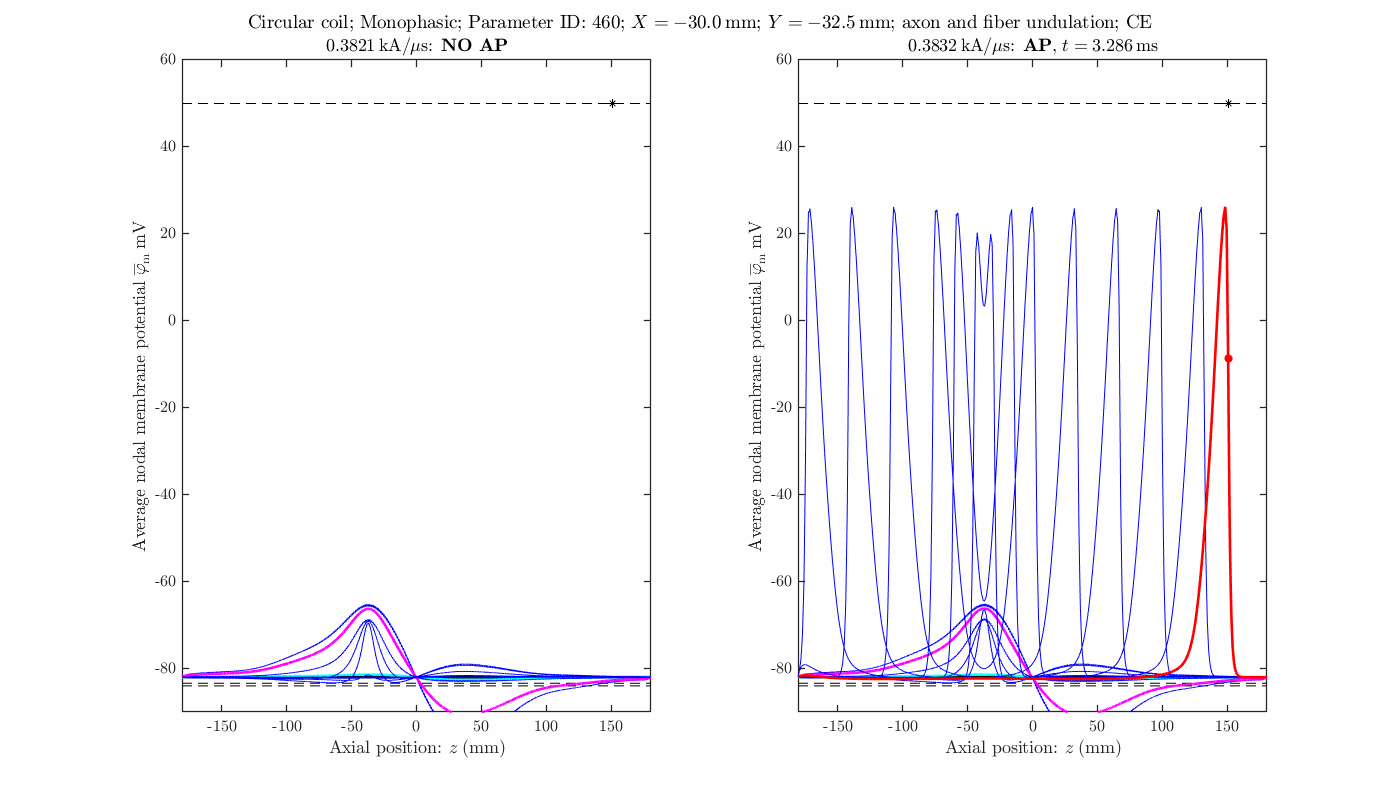 Circular coil; Monophasic; Parameter ID: 460; X = −30.0 mm; Y = −32.5 mm; axon and fiber undulation; CE
0.3821 kA/μs: NO AP
60
40
20
0
-20
-40
-60
-80
Average nodal membrane potential φ̅m mV
-150 -100 -50 0 50 100 150
Axial position: z (mm)
0.3832 kA/μs: AP, t = 3.286 ms
60
40
20
0
-20
-40
-60
-80
Average nodal membrane potential φ̅m mV
-150 -100 -50 0 50 100 150
Axial position: z (mm)